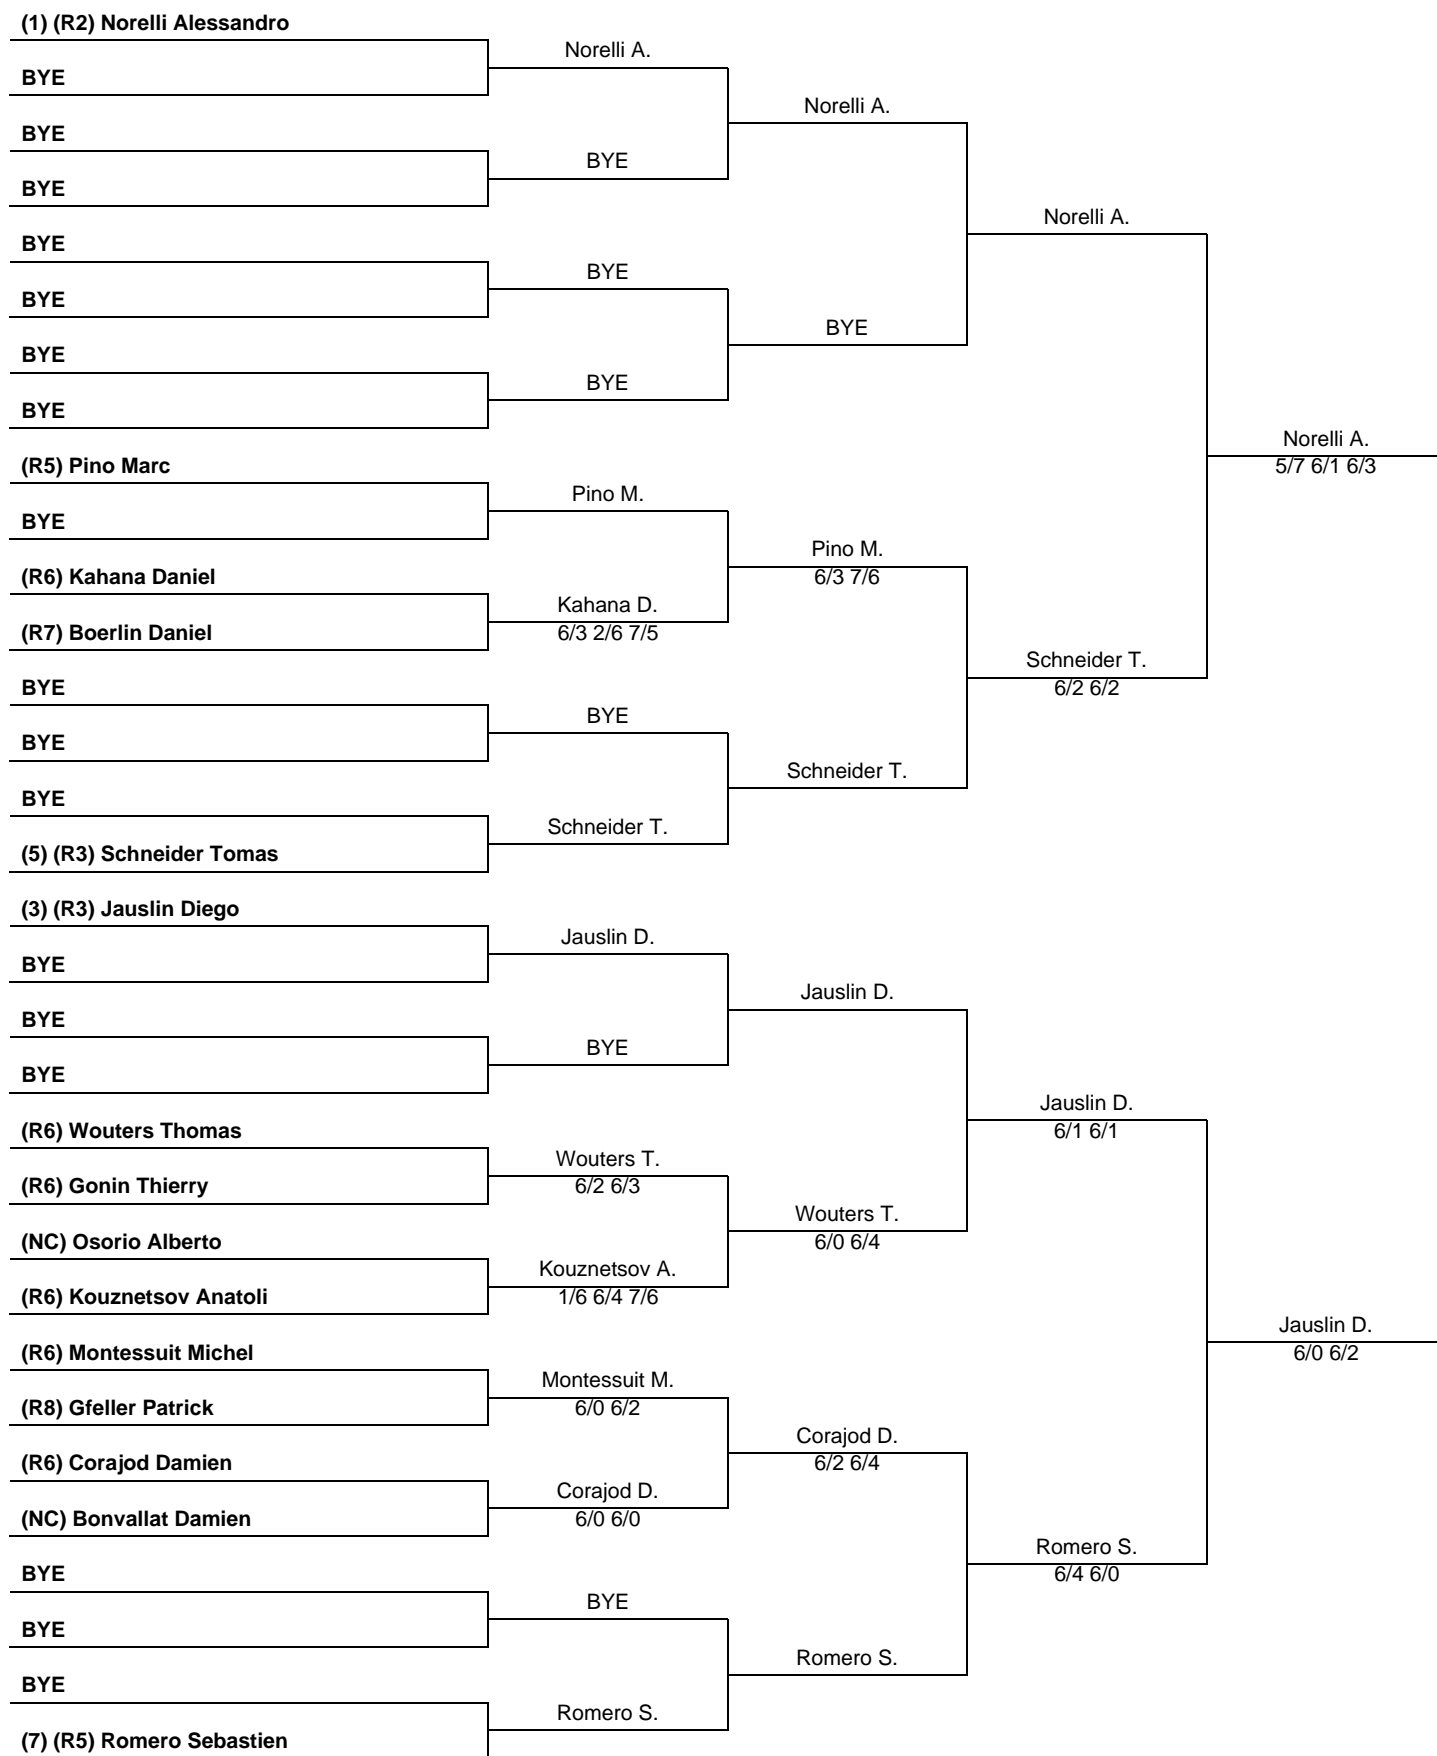 (1) (R2) Norelli Alessandro
Norelli A.
BYE
Norelli A.
BYE
BYE
BYE
Norelli A.
BYE
BYE
BYE
BYE
BYE
BYE
BYE
Norelli A.
5/7 6/1 6/3
(R5) Pino Marc
Pino M.
BYE
Pino M.
6/3 7/6
(R6) Kahana Daniel
Kahana D.
6/3 2/6 7/5
(R7) Boerlin Daniel
Schneider T.
6/2 6/2
BYE
BYE
BYE
Schneider T.
BYE
Schneider T.
(5) (R3) Schneider Tomas
(3) (R3) Jauslin Diego
Jauslin D.
BYE
Jauslin D.
BYE
BYE
BYE
Jauslin D.
6/1 6/1
(R6) Wouters Thomas
Wouters T.
6/2 6/3
(R6) Gonin Thierry
Wouters T.
6/0 6/4
(NC) Osorio Alberto
Kouznetsov A.
1/6 6/4 7/6
(R6) Kouznetsov Anatoli
Jauslin D.
6/0 6/2
(R6) Montessuit Michel
Montessuit M.
6/0 6/2
(R8) Gfeller Patrick
Corajod D.
6/2 6/4
(R6) Corajod Damien
Corajod D.
6/0 6/0
(NC) Bonvallat Damien
Romero S.
6/4 6/0
BYE
BYE
BYE
Romero S.
BYE
Romero S.
(7) (R5) Romero Sebastien